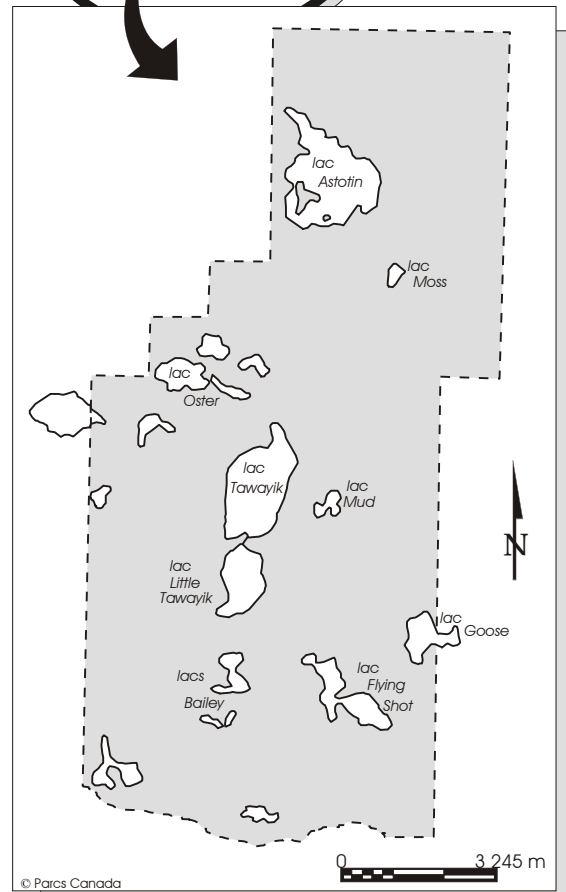 lac
Astotin
lac
Moss
lac
Oster
lac
Tawayik
lac
Mud
lac
Little
Tawayik
lac
Goose
lacs
Bailey
lac
Flying
Shot
N
0 3 245 m
© Parcs Canada